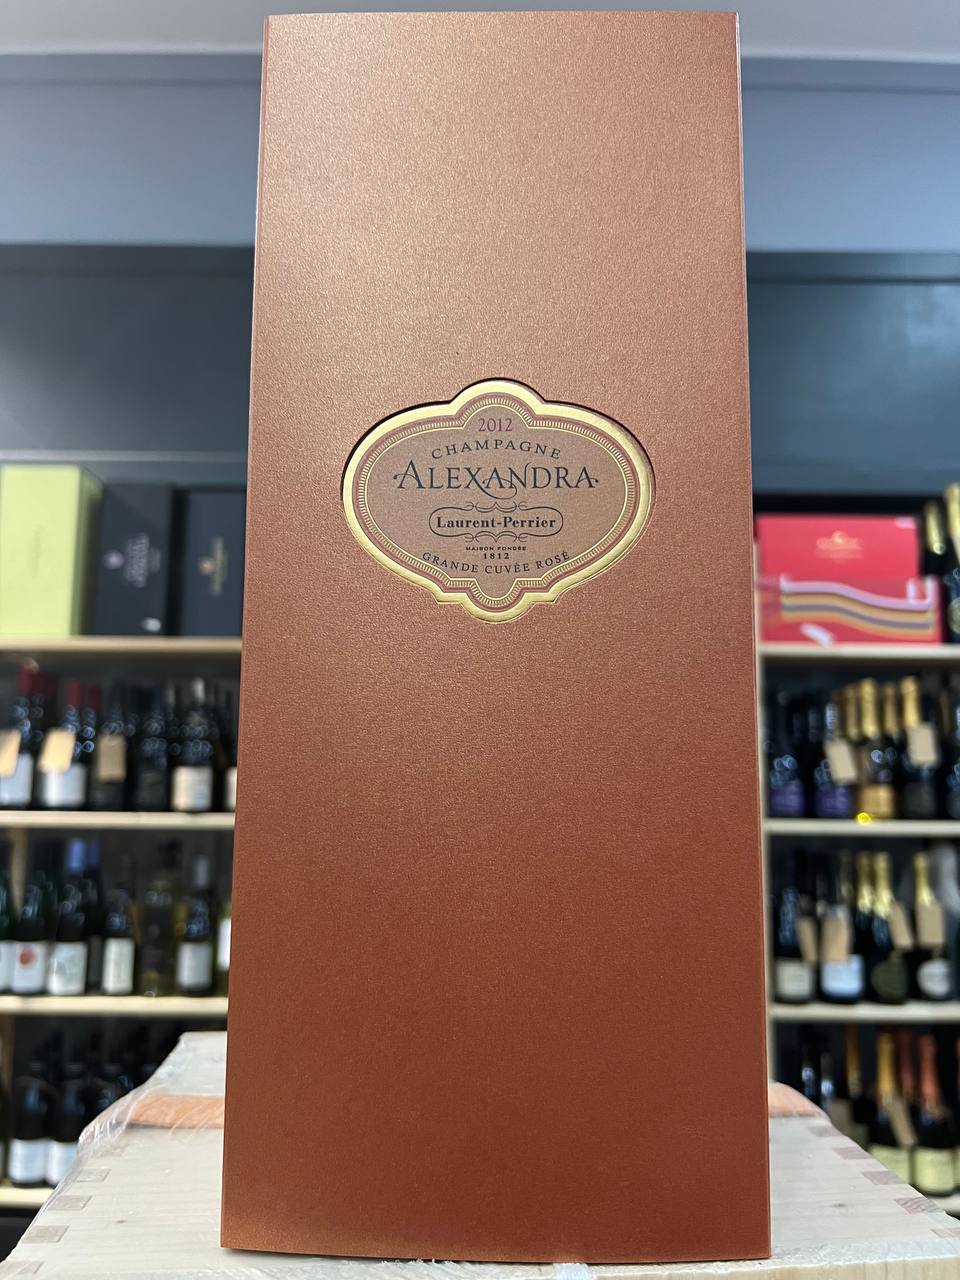 2012
CHAMPAGNE
ALEXANDRA
Laurent-Perrier
MAISON FONDÉE
1812
GRANDE CUVÉE ROSÉ